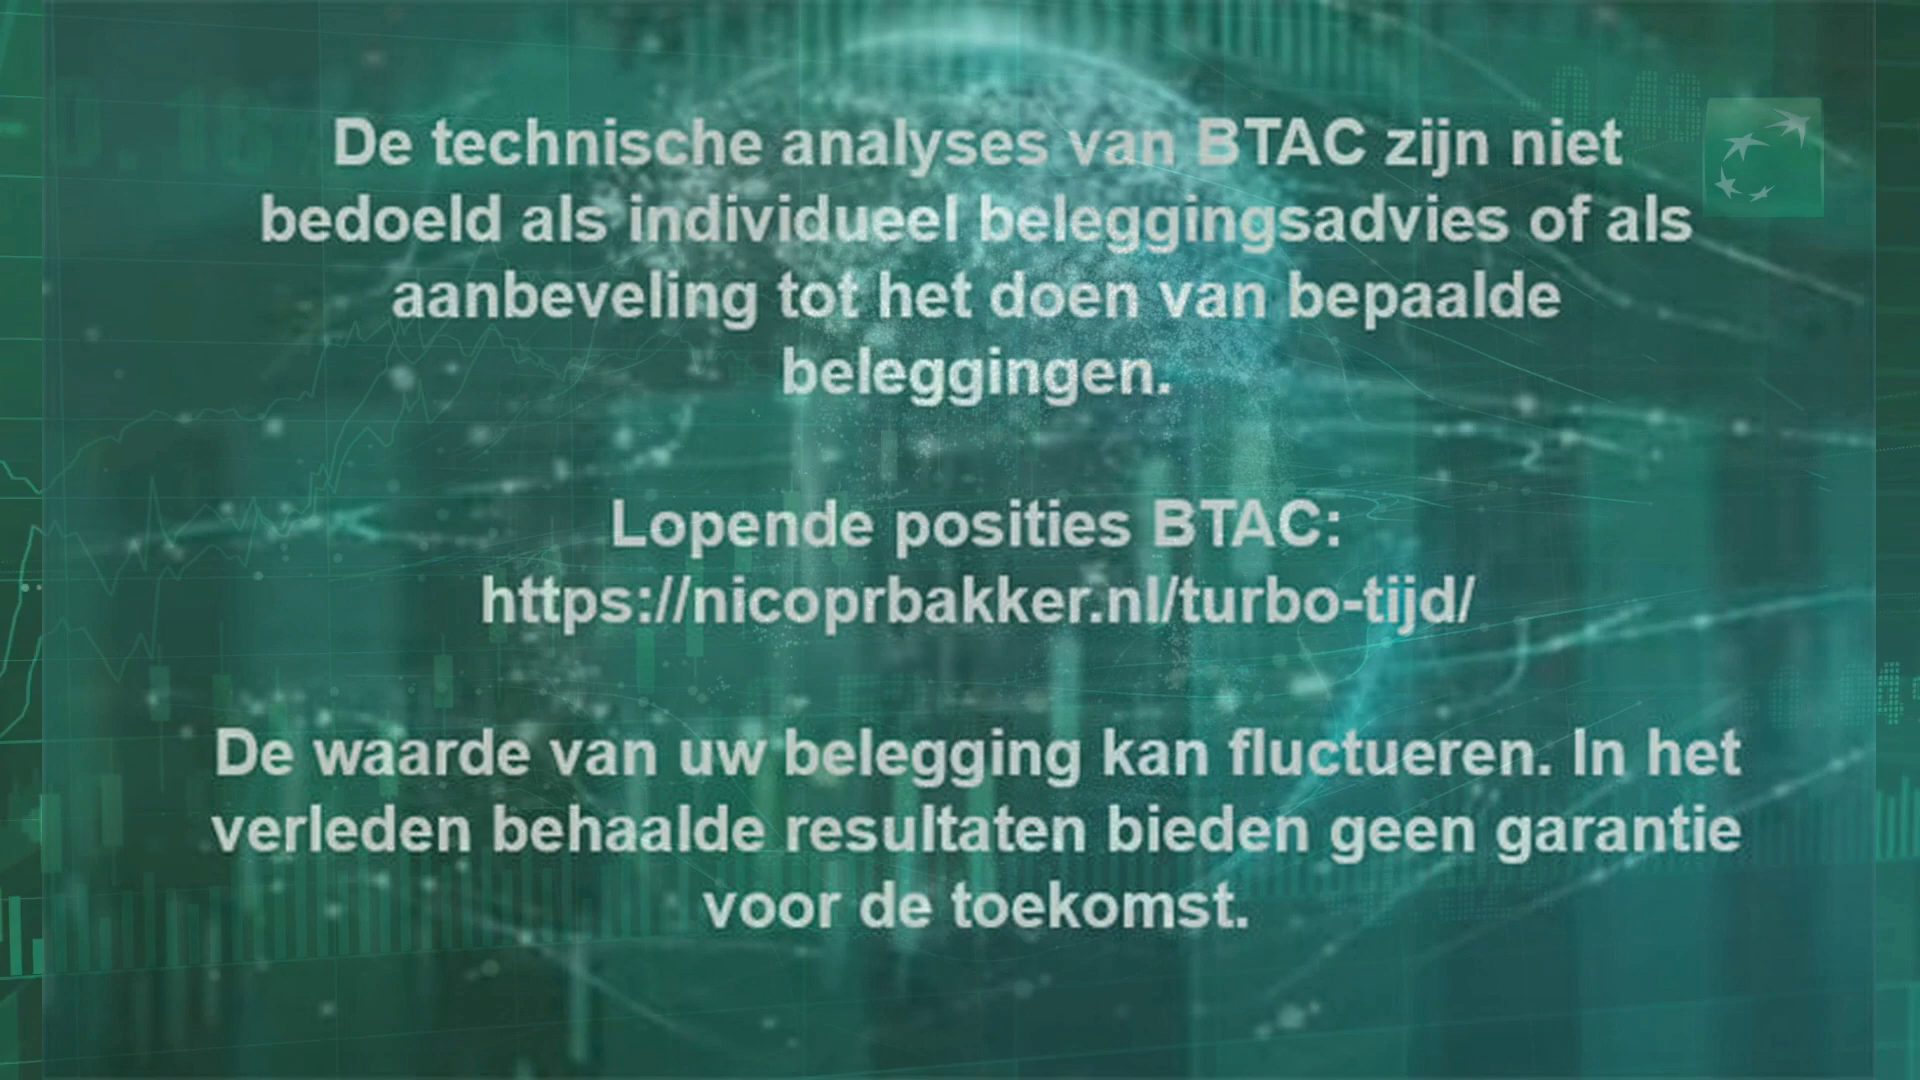 De technische analyses van BTAC zijn niet
bedoeld als individueel beleggingsadvies of als
aanbeveling tot het doen van bepaalde
beleggingen.
Lopende posities BTAC:
https://nicoprbakker.nl/turbo-tijd/
De waarde van uw belegging kan fluctueren. In het
verleden behaalde resultaten bieden geen garantie
voor de toekomst.